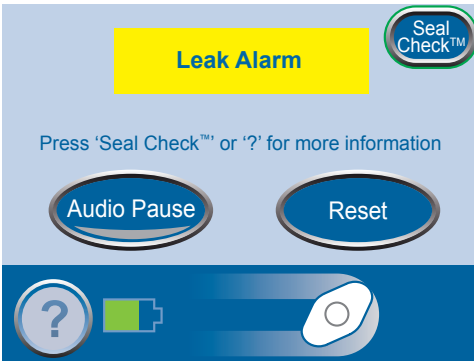 Seal
Check™
Leak Alarm
Press ‘Seal Check™’ or ‘?’ for more information
Audio Pause
Reset
?